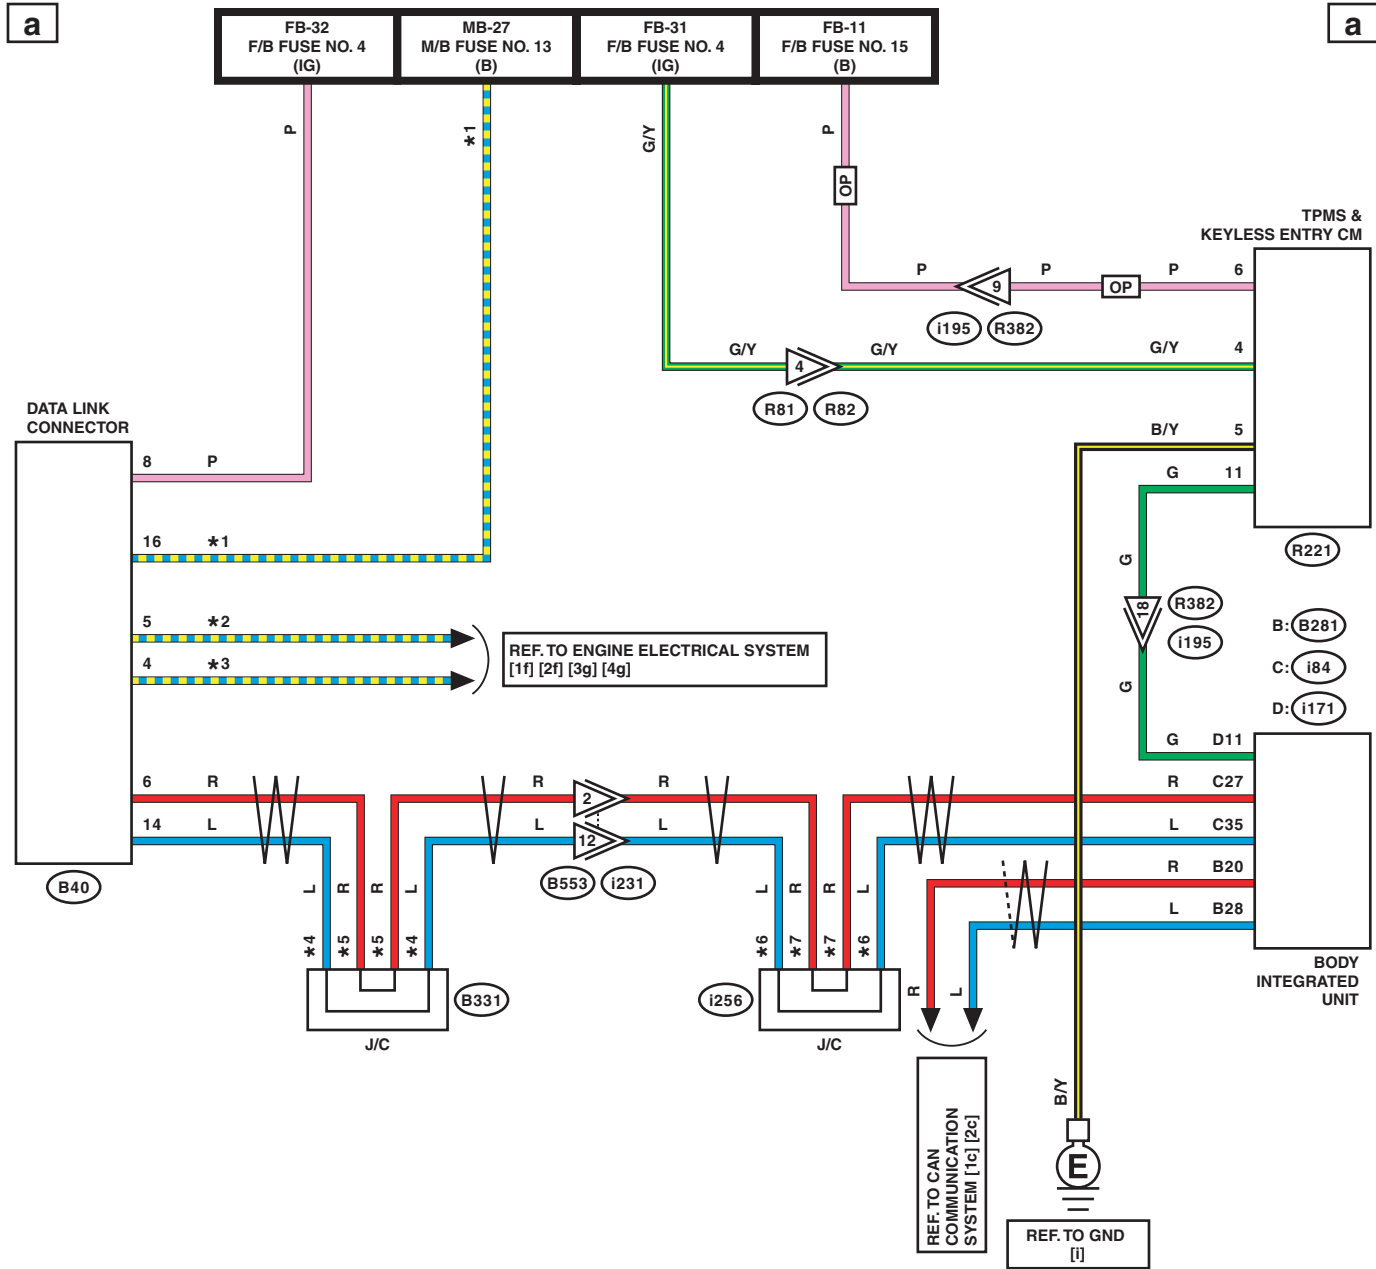 a
a
FB-32
F/B FUSE NO. 4
(IG)
MB-27
M/B FUSE NO. 13
(B)
FB-31
F/B FUSE NO. 4
(IG)
FB-11
F/B FUSE NO. 15
(B)
P
*1
G/Y
P
OP
TPMS &
KEYLESS ENTRY CM
P
9
P
OP
P
6
i195
R382
G/Y
4
G/Y
G/Y
4
R81
R82
DATA LINK
CONNECTOR
B/Y
5
8
P
G
11
16
*1
R221
G
18
R382
i195
B:
B281
C:
i84
D:
i171
5
*2
4
*3
REF. TO ENGINE ELECTRICAL SYSTEM
[1f] [2f] [3g] [4g]
G
G
D11
6
R
R
2
R
R
C27
14
L
L
12
L
L
C35
B40
B553
i231
R
B20
L
B28
L
R
R
L
L
R
R
L
*4
*5
*5
*4
*6
*7
*7
*6
BODY
INTEGRATED
UNIT
B331
i256
R
L
J/C
J/C
B/Y
REF. TO CAN
COMMUNICATION
SYSTEM [1c] [2c]
E
REF. TO GND
[i]